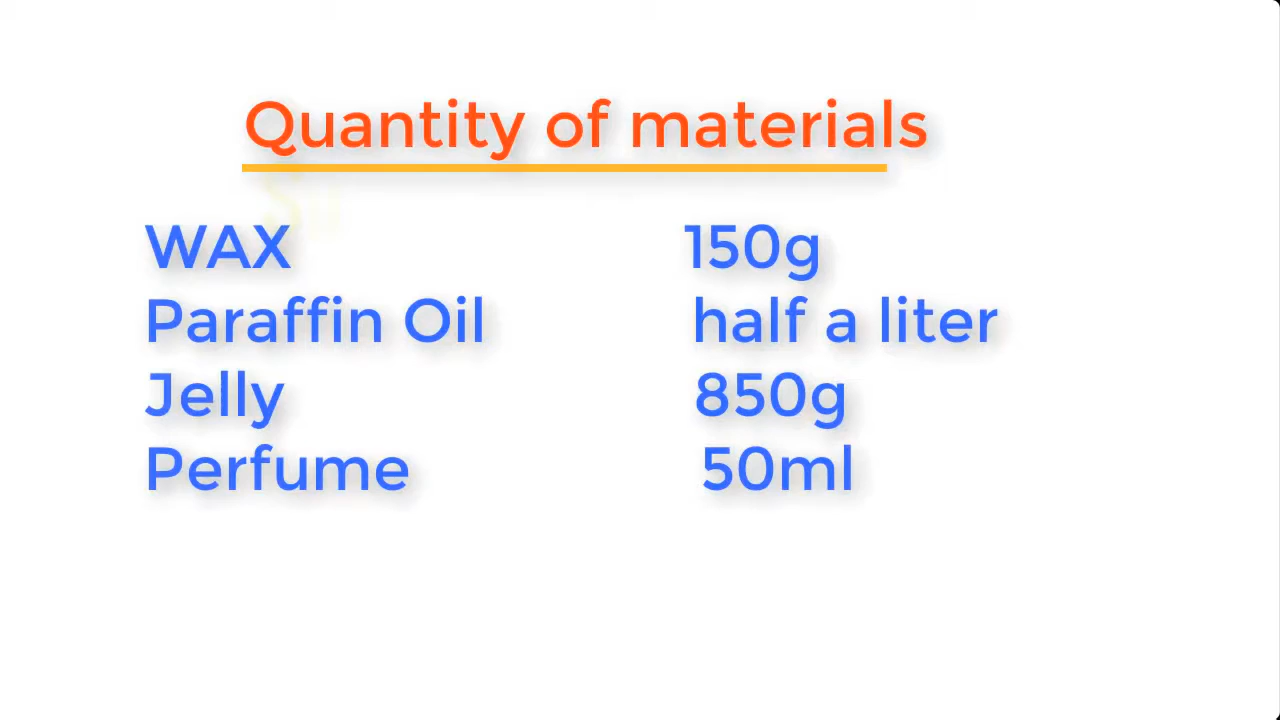 Quantity of materials
WAX 150g
Paraffin Oil half a liter
Jelly 850g
Perfume 50ml